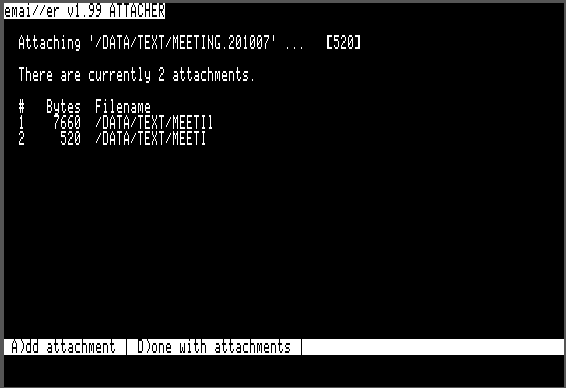 emai//er v1.99 ATTACHER
Attaching '/DATA/TEXT/MEETING.201007' ... [520]
There are currently 2 attachments.
# Bytes Filename
1 7660 /DATA/TEXT/MEETI1
2 520 /DATA/TEXT/MEETI
A)dd attachment | D)one with attachments |